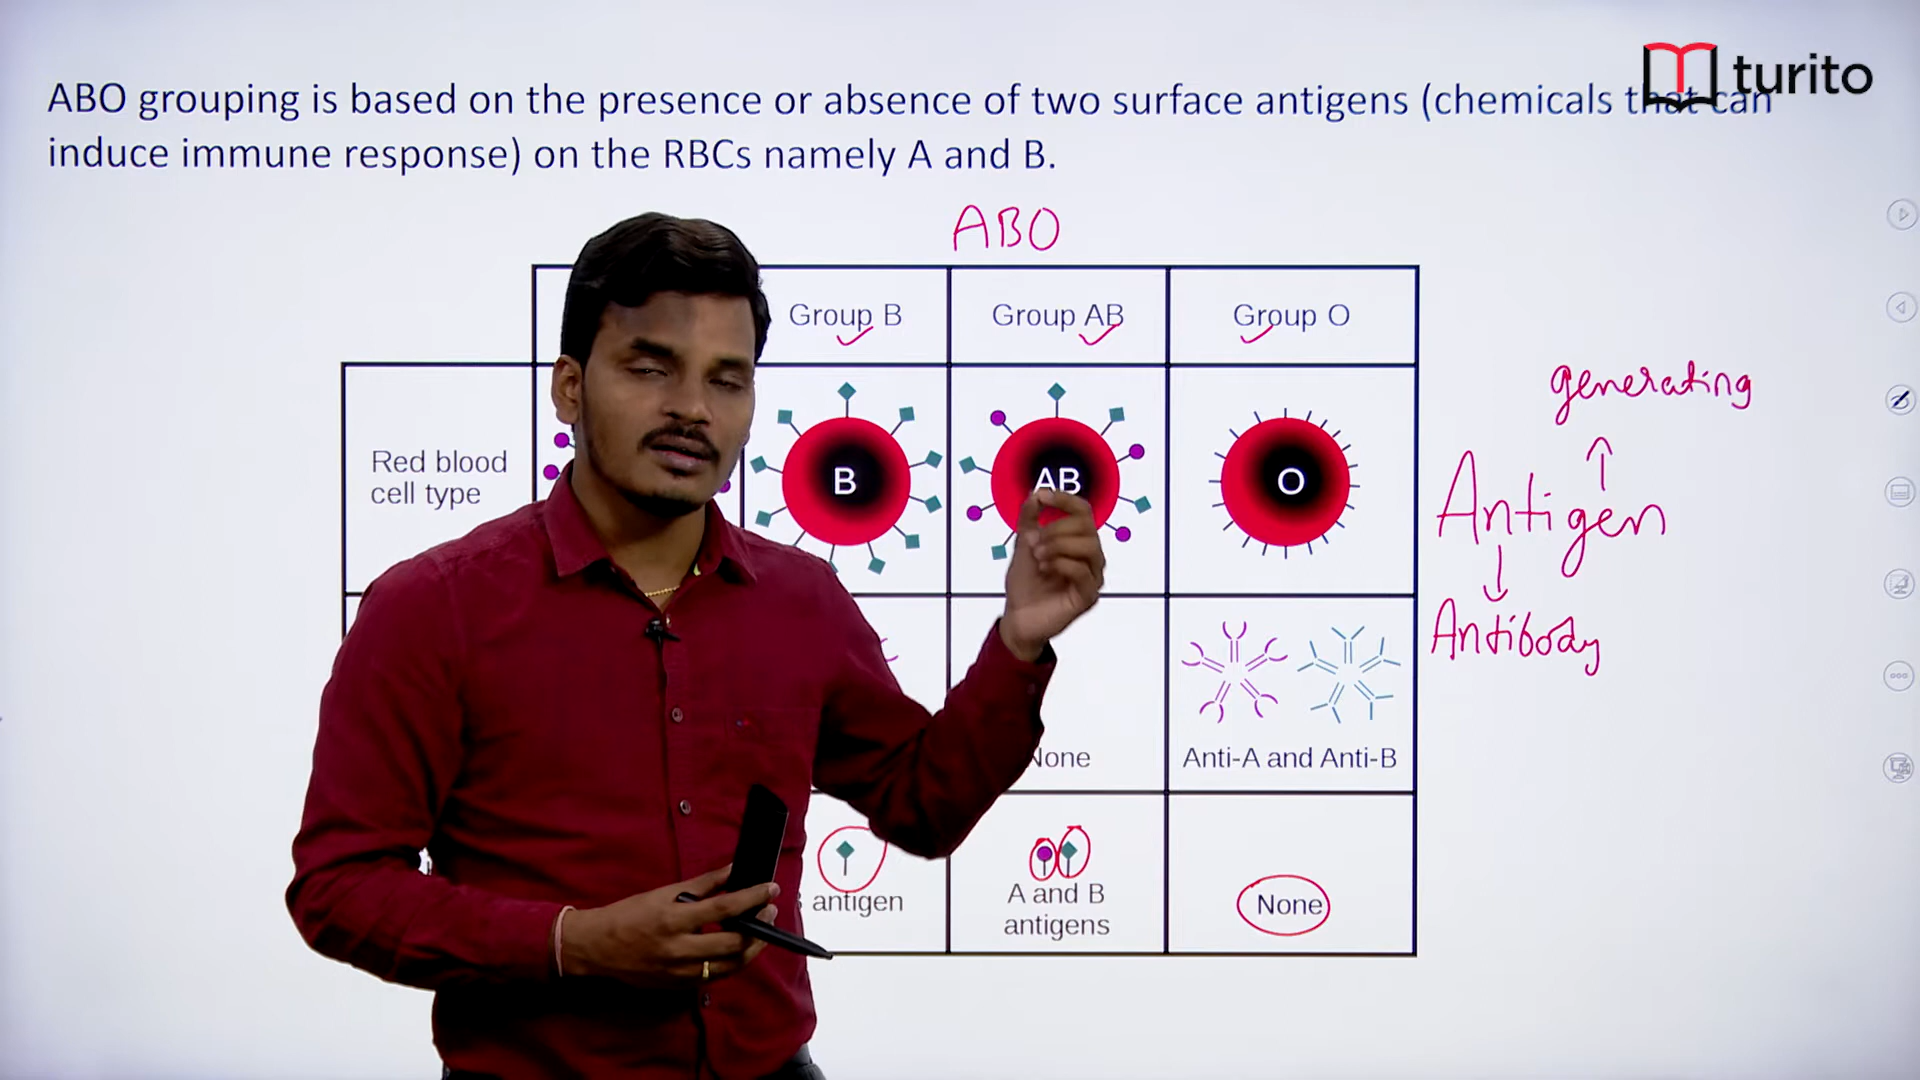 turito
ABO grouping is based on the presence or absence of two surface antigens (chemicals that can
induce immune response) on the RBCs namely A and B.
ABO
Group B
Group AB
Group O
generating
Red blood
cell type
B
AB
O
Antigen
Antibody
None
Anti-A and Anti-B
antigen
A and B
antigens
None